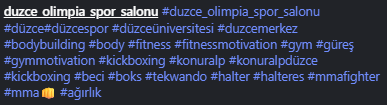 duzce_olimpia_spor_salonu #duzce_olimpia_spor_salonu
#düzce#düzcespor #düzceüniversitesi #duzcemerkez
#bodybuilding #body #fitness #fitnessmotivation #gym #güreş
#gymmotivation #kickboxing #konuralp #konuralpdüzce
#kickboxing #beci #boks #tekwando #halter #halteres #mmafighter
#mma👊 #ağırlık